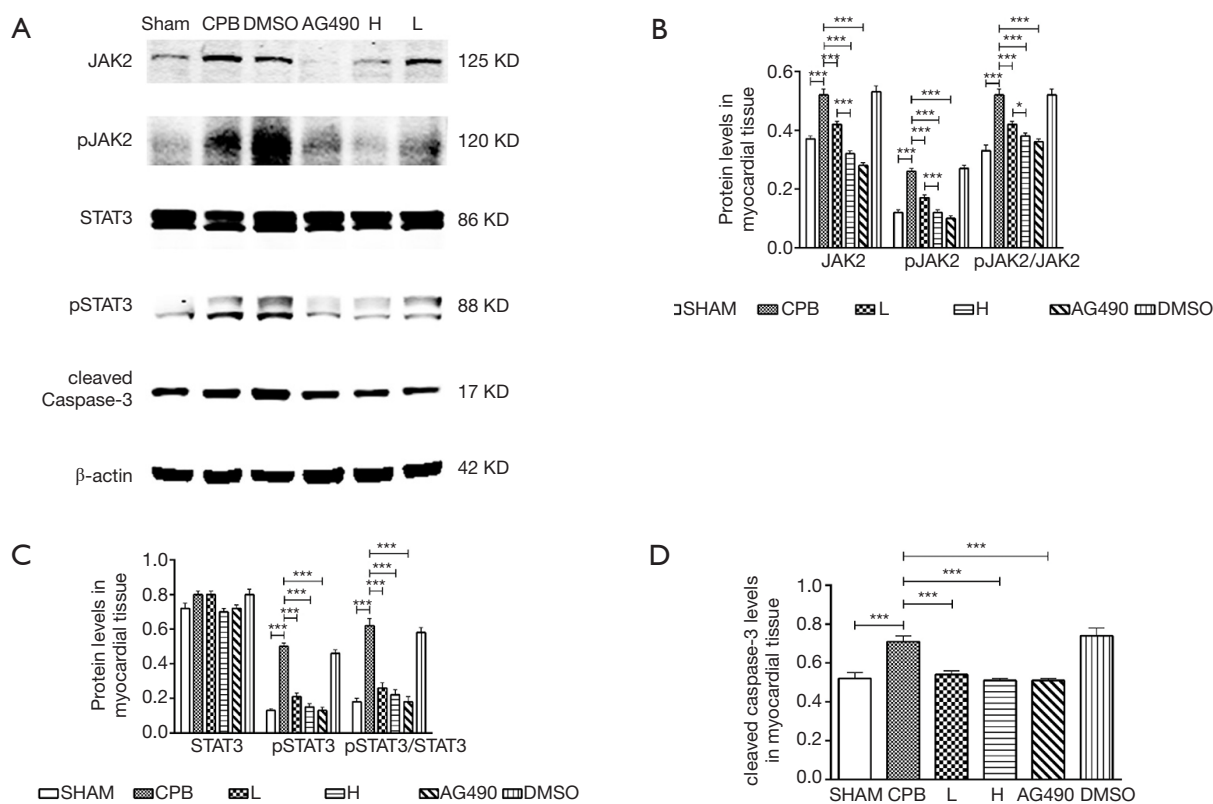 A
Sham CPB DMSO AG490 H L
JAK2 125 KD
pJAK2 120 KD
STAT3 86 KD
pSTAT3 88 KD
cleaved
Caspase-3 17 KD
β-actin 42 KD
B
Protein levels in
myocardial tissue
0.6
0.4
0.2
0.0
*** *** *** *** ***
*** *** *** *** ***
*** *** *** * ***
JAK2 pJAK2 pJAK2/JAK2
SHAM CPB L H AG490 DMSO
C
Protein levels in
myocardial tissue
1.0
0.8
0.6
0.4
0.2
0.0
*** *** *** ***
*** *** *** ***
STAT3 pSTAT3 pSTAT3/STAT3
SHAM CPB L H AG490 DMSO
D
cleaved caspase-3 levels
in myocardial tissue
1.0
0.8
0.6
0.4
0.2
0.0
*** *** *** ***
SHAM CPB L H AG490 DMSO